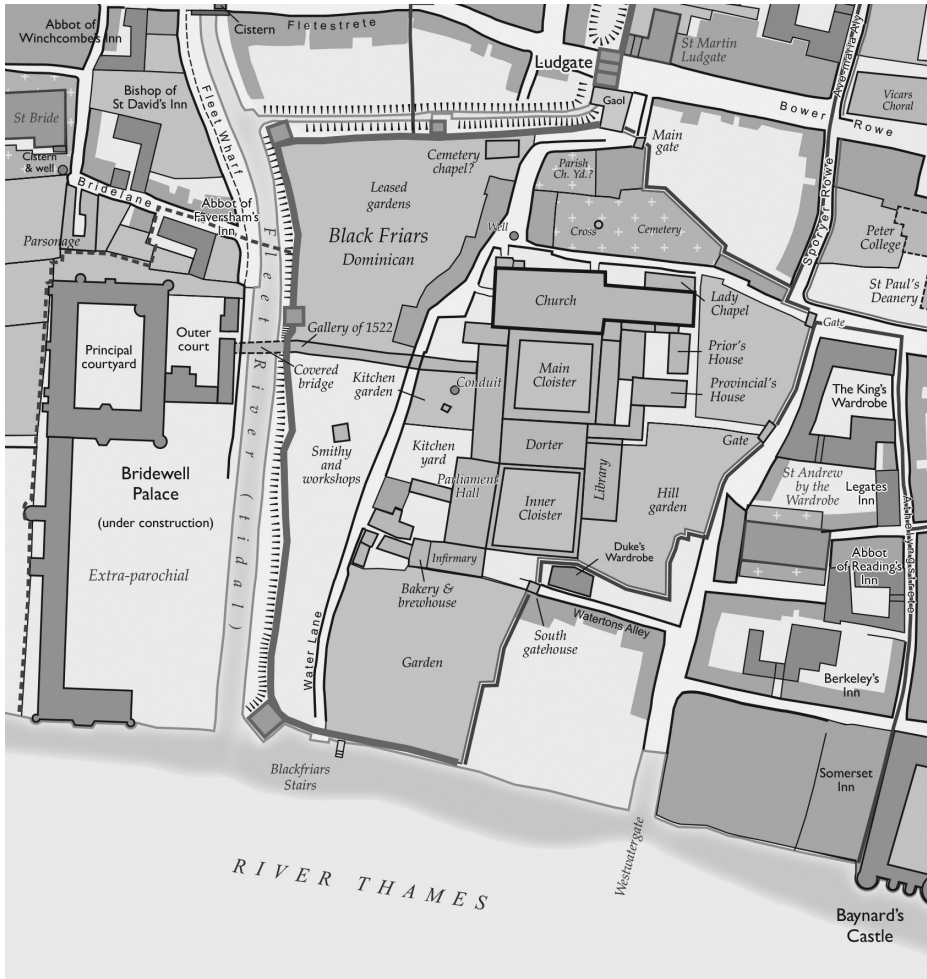 Abbot of
Winchcombe's Inn
Cistern
Fletestrete
Ludgate
St Martin
Ludgate
Ave maria Aly
Vicars
Choral
Bower Rowe
Gaol
Main
gate
Bishop of
St David's Inn
Fleet Wharf
St Bride
Cistern
& well
Bridelane
Abbot of
Faversham's
Inn
Parsonage
Cemetery
chapel?
Parish
Ch. Yd.?
Leased
gardens
Black Friars
Dominican
Well
Cross
Cemetery
Sporyer Rowe
Peter
College
St Paul's
Deanery
Church
Lady
Chapel
Gate
Gallery of 1522
Outer
court
Principal
courtyard
Covered
bridge
Kitchen
garden
Conduit
Main
Cloister
Prior's
House
Provincial's
House
The King's
Wardrobe
Fleet River (tidal)
Smithy
and
workshops
Kitchen
yard
Parliament
Hall
Dorter
Gate
Library
Inner
Cloister
Hill
garden
St Andrew
by the
Wardrobe
Legates
Inn
Bridewell
Palace
(under construction)
Extra-parochial
Infirmary
Duke's
Wardrobe
Abbot
of Reading's
Inn
Bakery &
brewhouse
South
gatehouse
Watertons Alley
Water Lane
Garden
Berkeley's
Inn
Blackfriars
Stairs
Somerset
Inn
Westwatergate
RIVER THAMES
Baynard's
Castle